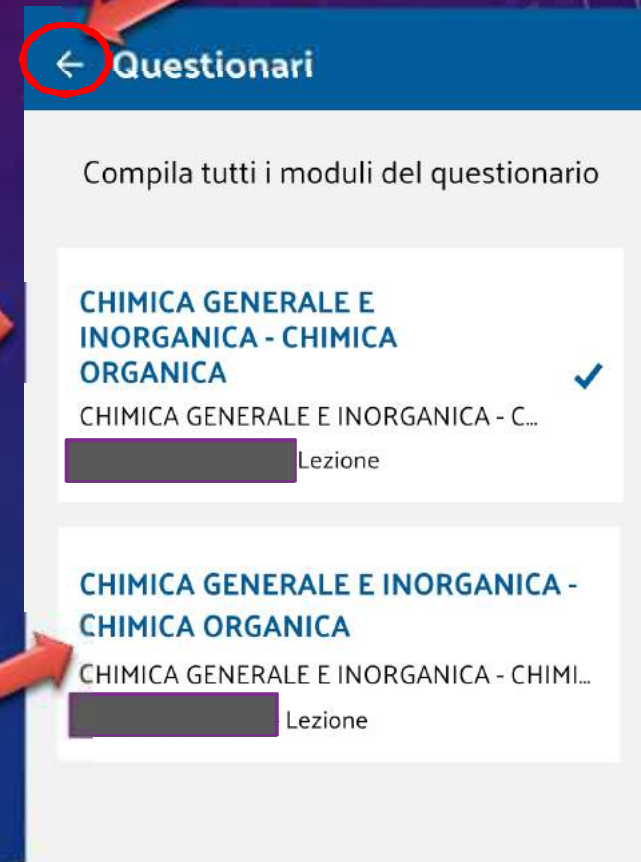 Questionari
Compila tutti i moduli del questionario
CHIMICA GENERALE E
INORGANICA - CHIMICA
ORGANICA
CHIMICA GENERALE E INORGANICA - C...
Lezione
CHIMICA GENERALE E INORGANICA -
CHIMICA ORGANICA
CHIMICA GENERALE E INORGANICA - CHIMI...
Lezione